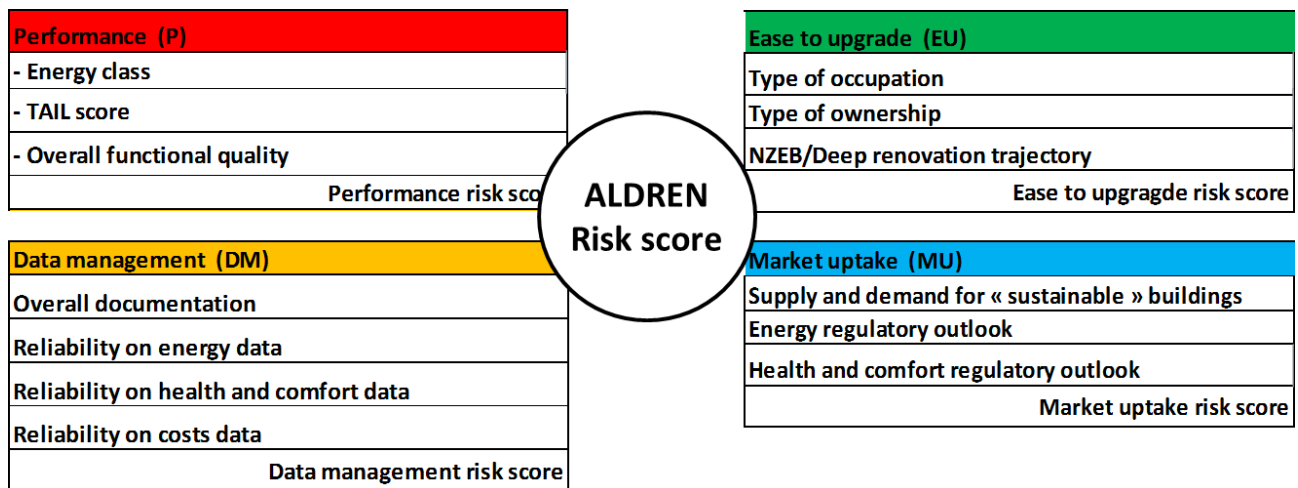 Performance (P)
- Energy class
- TAIL score
- Overall functional quality
Performance risk sco
Ease to upgrade (EU)
Type of occupation
Type of ownership
NZEB/Deep renovation trajectory
Ease to upgragde risk score
ALDREN
Risk score
Data management (DM)
Overall documentation
Reliability on energy data
Reliability on health and comfort data
Reliability on costs data
Data management risk score
Market uptake (MU)
Supply and demand for « sustainable » buildings
Energy regulatory outlook
Health and comfort regulatory outlook
Market uptake risk score